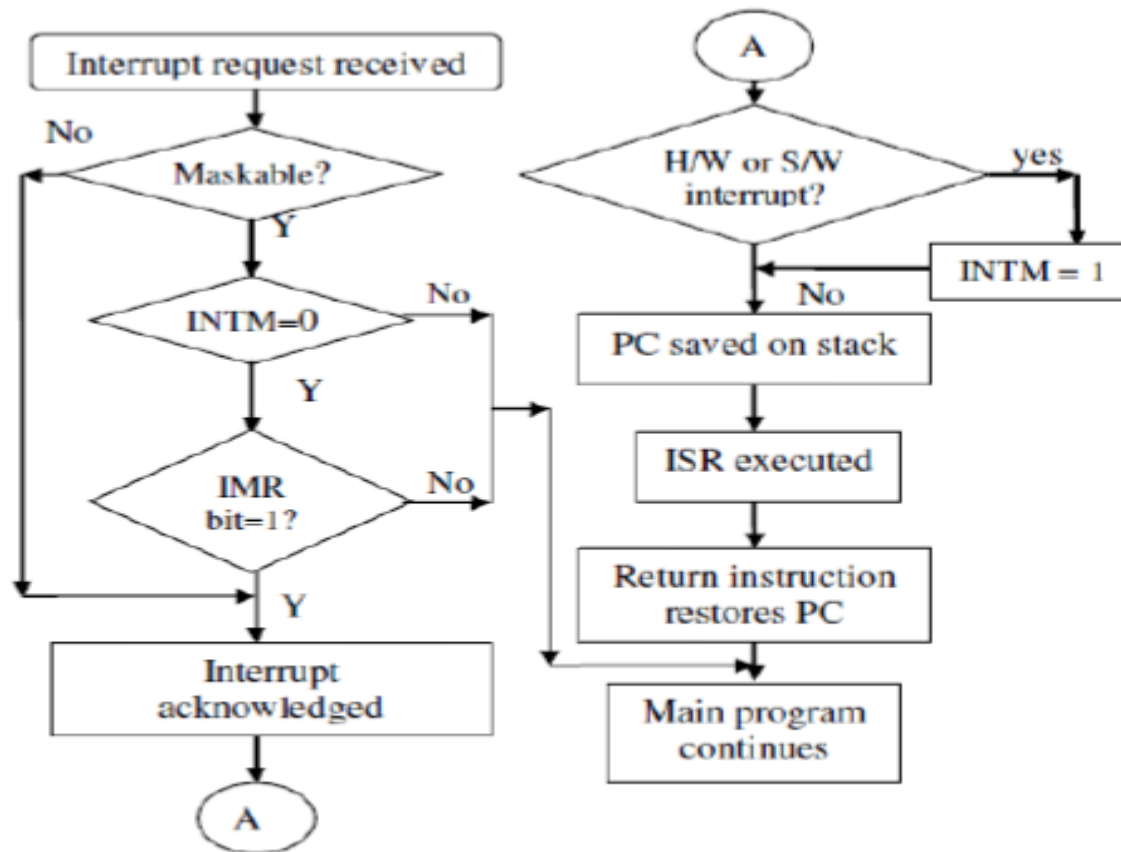 Interrupt request received
No
Maskable?
Y
INTM=0
No
Y
IMR
bit=1?
No
Y
Interrupt
acknowledged
A
A
H/W or S/W
interrupt?
yes
INTM = 1
No
PC saved on stack
ISR executed
Return instruction
restores PC
Main program
continues